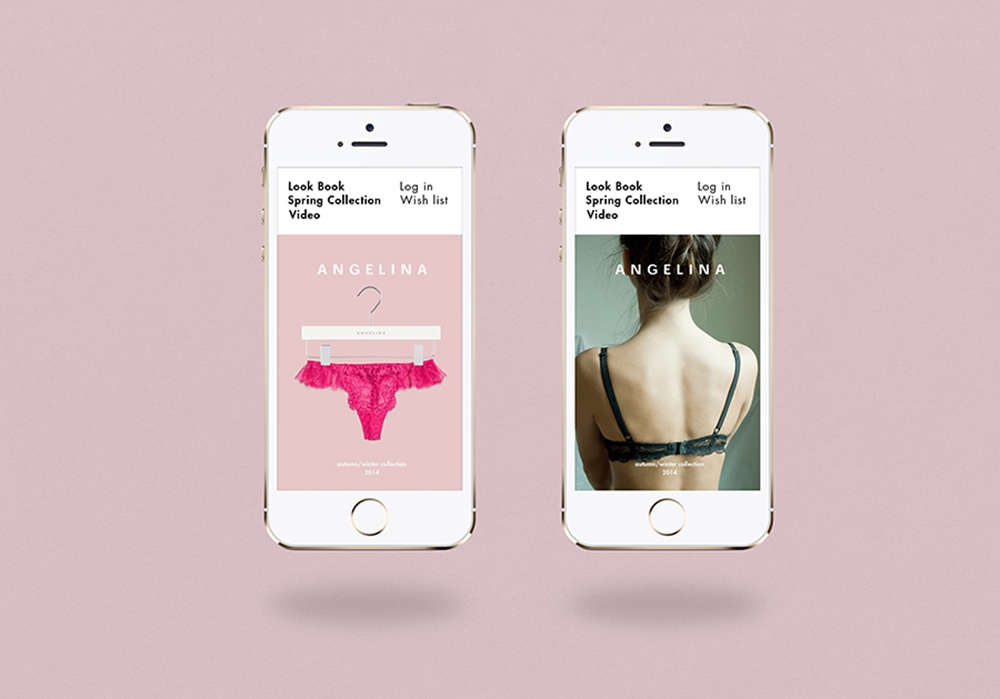 Look Book
Spring Collection
Video
Log in
Wish list
ANGELINA
ANGELINA
autumn/winter collection
2014
Look Book
Spring Collection
Video
Log in
Wish list
ANGELINA
autumn/winter collection
2014